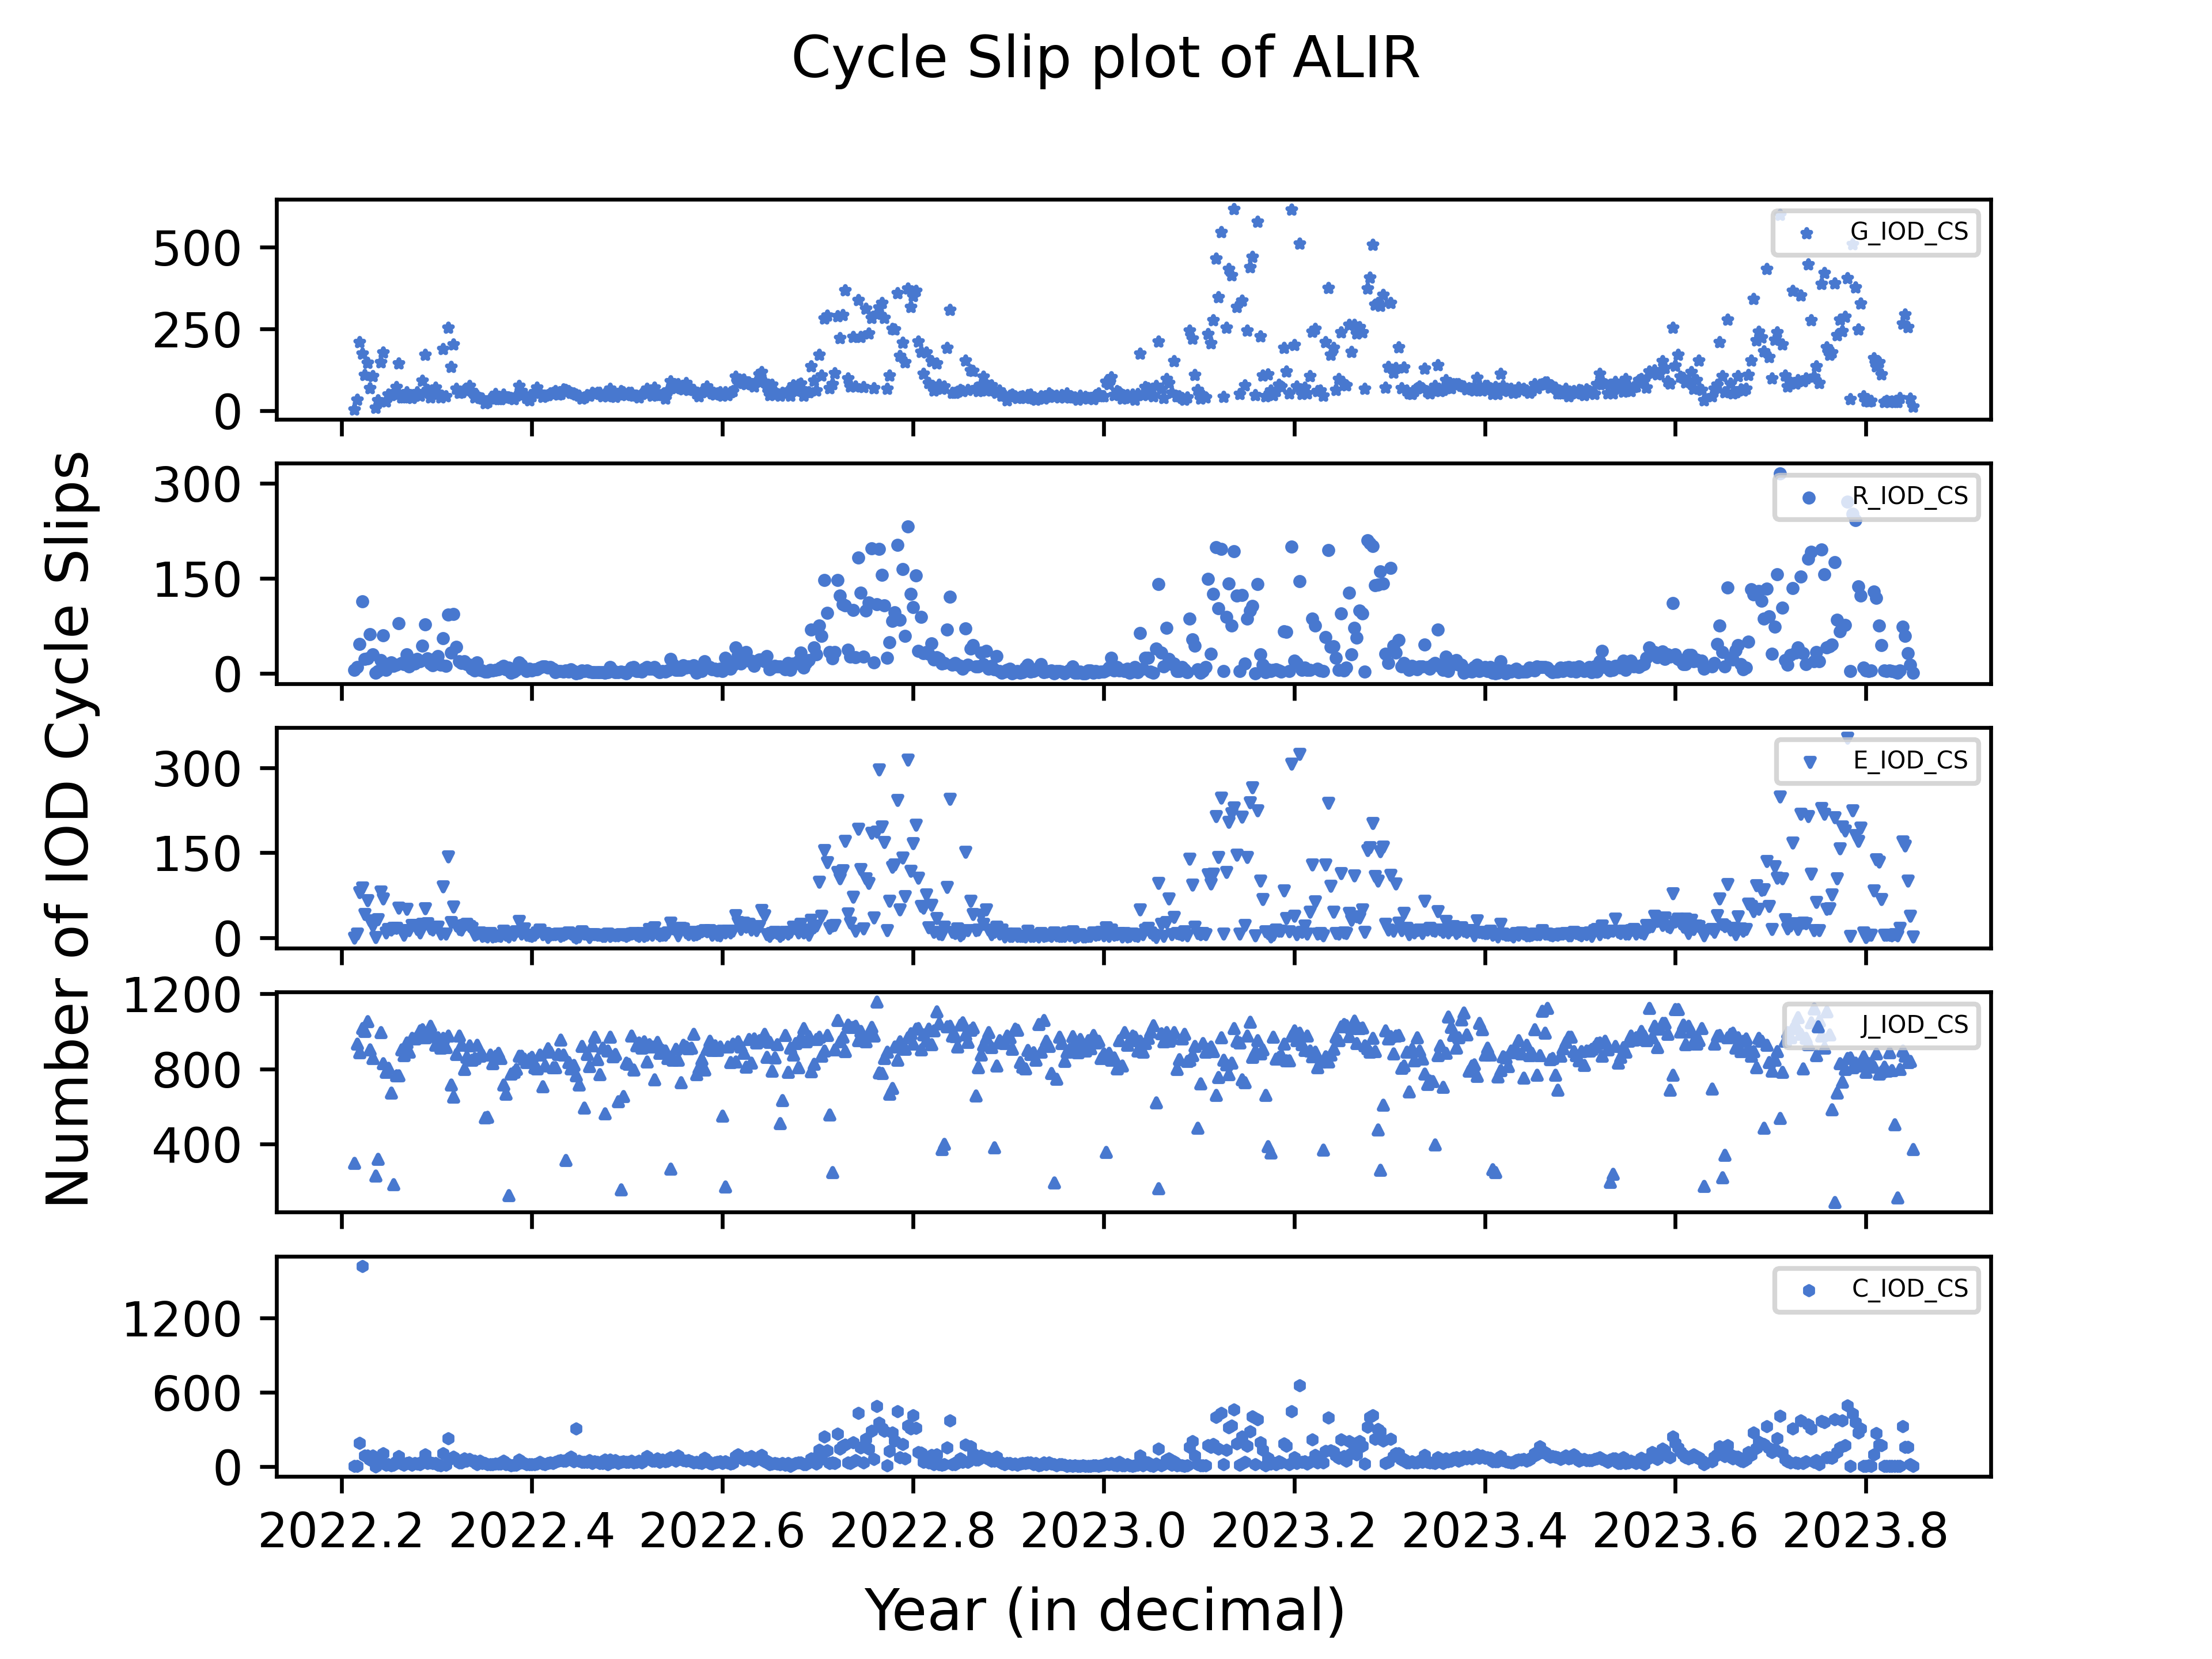 Cycle Slip plot of ALIR
Number of IOD Cycle Slips
500
250
0
G_IOD_CS
300
150
0
R_IOD_CS
300
150
0
E_IOD_CS
1200
800
400
J_IOD_CS
1200
600
0
C_IOD_CS
2022.2 2022.4 2022.6 2022.8 2023.0 2023.2 2023.4 2023.6 2023.8
Year (in decimal)